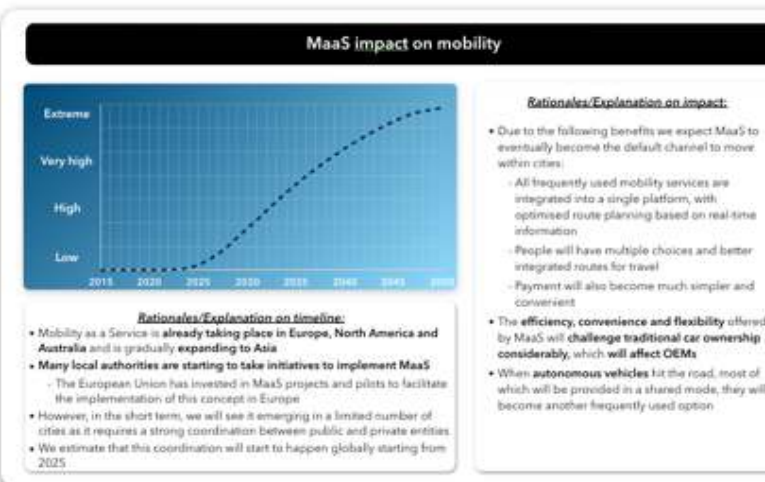 MaaS impact on mobility
Extreme
Very high
High
Low
2015 2020 2025 2030 2035 2040 2045 2050
Rationales/Explanation on timeline:
• Mobility as a Service is already taking place in Europe, North America and
Australia and is gradually expanding to Asia
• Many local authorities are starting to take initiatives to implement MaaS
- The European Union has invested in MaaS projects and pilots to facilitate
the implementation of this concept in Europe
• However, in the short term, we will see it emerging in a limited number of
cities as it requires a strong coordination between public and private entities
• We estimate that this coordination will start to happen globally starting from
2025
Rationales/Explanation on impact:
• Due to the following benefits we expect MaaS to
eventually become the default channel to move
within cities:
- All frequently used mobility services are
integrated into a single platform, with
optimised route planning based on real-time
information
- People will have multiple choices and better
integrated routes for travel
- Payment will also become much simpler and
convenient
• The efficiency, convenience and flexibility offered
by MaaS will challenge traditional car ownership
considerably, which will affect OEMs
• When autonomous vehicles hit the road, most of
which will be provided in a shared mode, they will
become another frequently used option